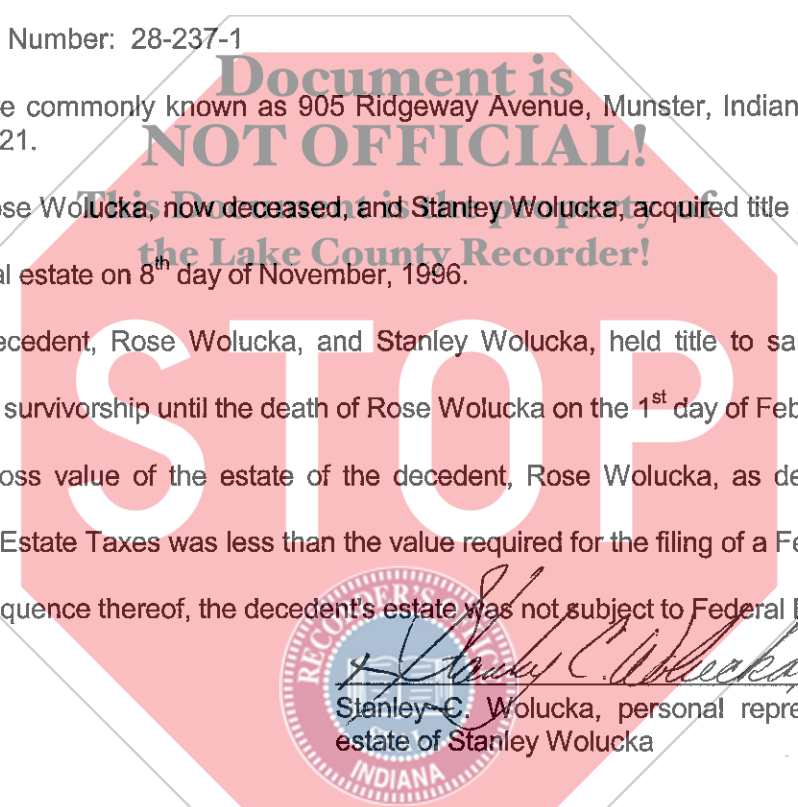 Number: 28-237-1
Document is
e commonly known as 905 Ridgeway Avenue, Munster, Indian
21.
NOT OFFICIAL!
This Document is the property of
se Wolucka, now deceased, and Stanley Wolucka, acquired title
the Lake County Recorder!
al estate on 8th day of November, 1996.
ecedent, Rose Wolucka, and Stanley Wolucka, held title to sa
STOP
survivorship until the death of Rose Wolucka on the 1st day of Feb
oss value of the estate of the decedent, Rose Wolucka, as de
Estate Taxes was less than the value required for the filing of a Fe
quence thereof, the decedent's estate was not subject to Federal E
RECORDER'S
Stanley C. Wolucka
Stanley C. Wolucka, personal repre
estate of Stanley Wolucka
SEAL
INDIANA